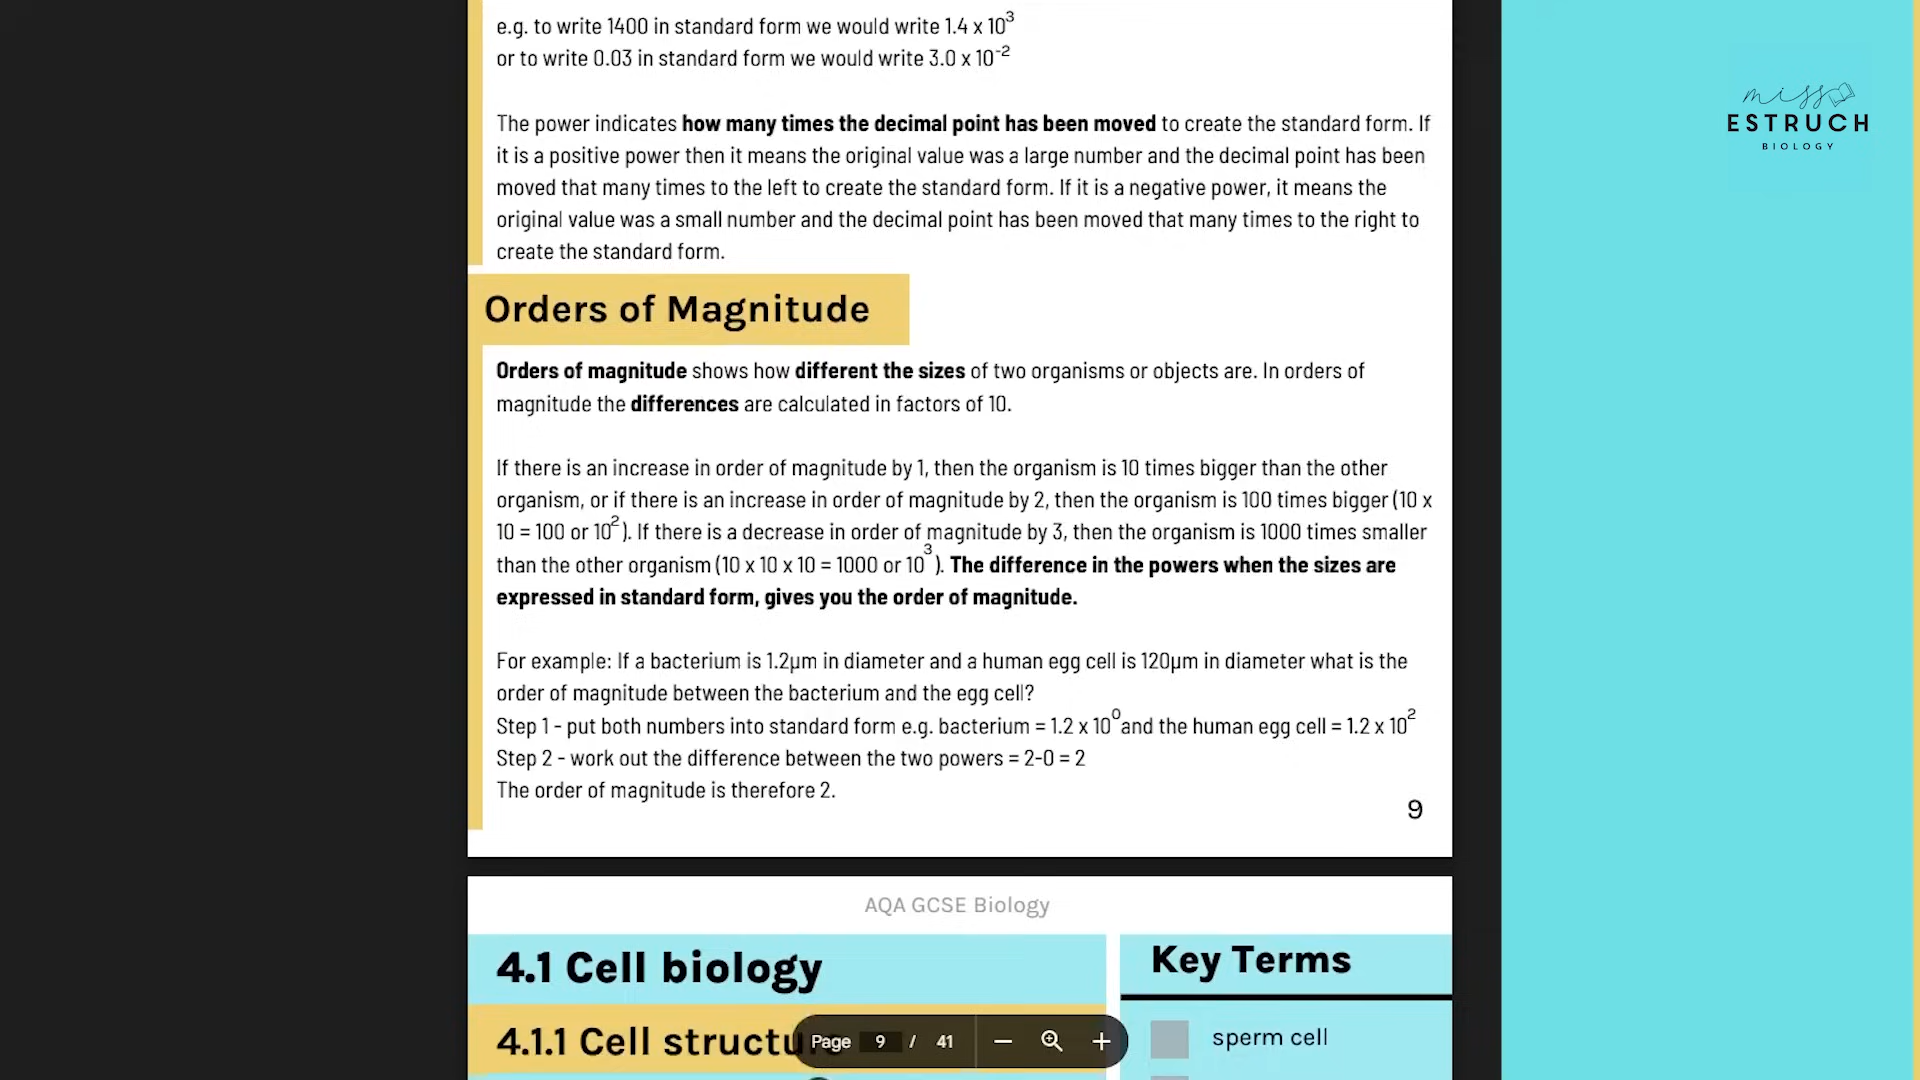 e.g. to write 1400 in standard form we would write 1.4 x 10³
or to write 0.03 in standard form we would write 3.0 x 10⁻²
The power indicates how many times the decimal point has been moved to create the standard form. If
it is a positive power then it means the original value was a large number and the decimal point has been
moved that many times to the left to create the standard form. If it is a negative power, it means the
original value was a small number and the decimal point has been moved that many times to the right to
create the standard form.
miss
ESTRUCH
BIOLOGY
Orders of Magnitude
Orders of magnitude shows how different the sizes of two organisms or objects are. In orders of
magnitude the differences are calculated in factors of 10.
If there is an increase in order of magnitude by 1, then the organism is 10 times bigger than the other
organism, or if there is an increase in order of magnitude by 2, then the organism is 100 times bigger (10 x
10 = 100 or 10²). If there is a decrease in order of magnitude by 3, then the organism is 1000 times smaller
than the other organism (10 x 10 x 10 = 1000 or 10³). The difference in the powers when the sizes are
expressed in standard form, gives you the order of magnitude.
For example: If a bacterium is 1.2µm in diameter and a human egg cell is 120µm in diameter what is the
order of magnitude between the bacterium and the egg cell?
Step 1 - put both numbers into standard form e.g. bacterium = 1.2 x 10⁰ and the human egg cell = 1.2 x 10²
Step 2 - work out the difference between the two powers = 2-0 = 2
The order of magnitude is therefore 2.
9
AQA GCSE Biology
4.1 Cell biology
Key Terms
4.1.1 Cell structure
sperm cell
Page 9 / 41